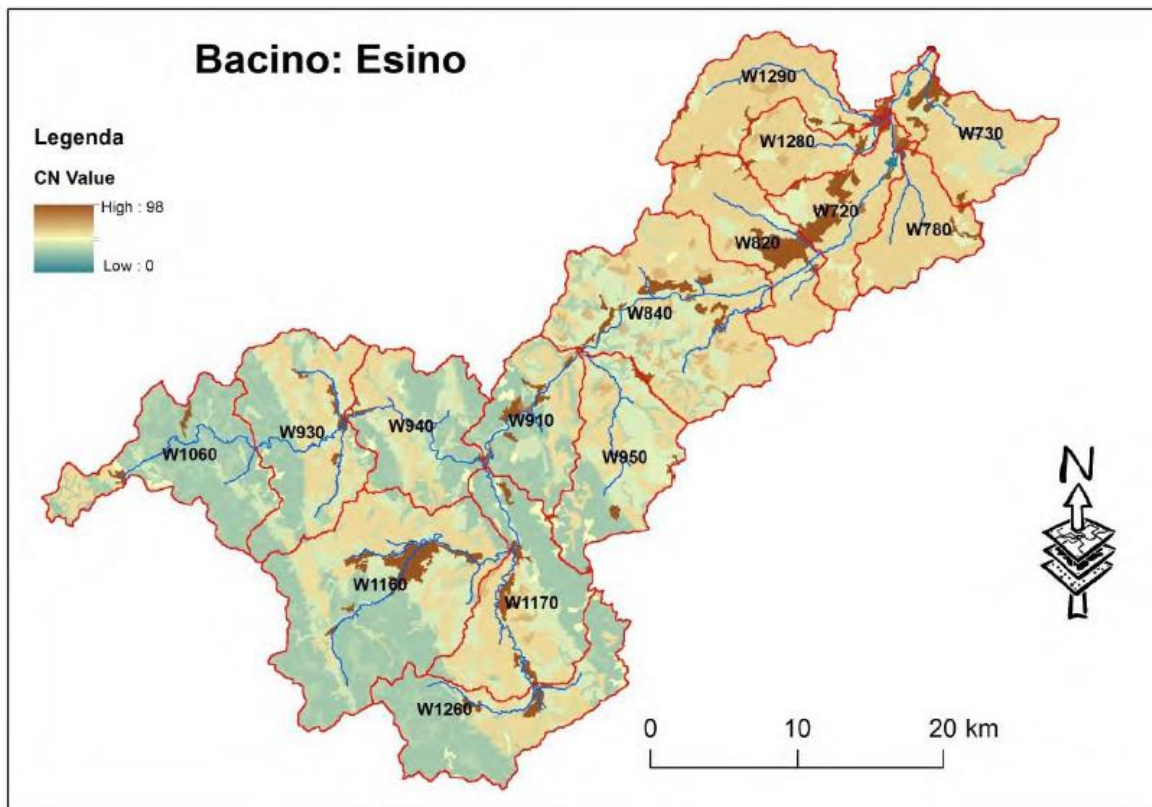 Bacino: Esino
Legenda
CN Value
High : 98
Low : 0
W1290
W1280
W730
W720
W780
W820
W840
W910
W940
W930
W1060
W950
W1160
W1170
W1260
N
0 10 20 km